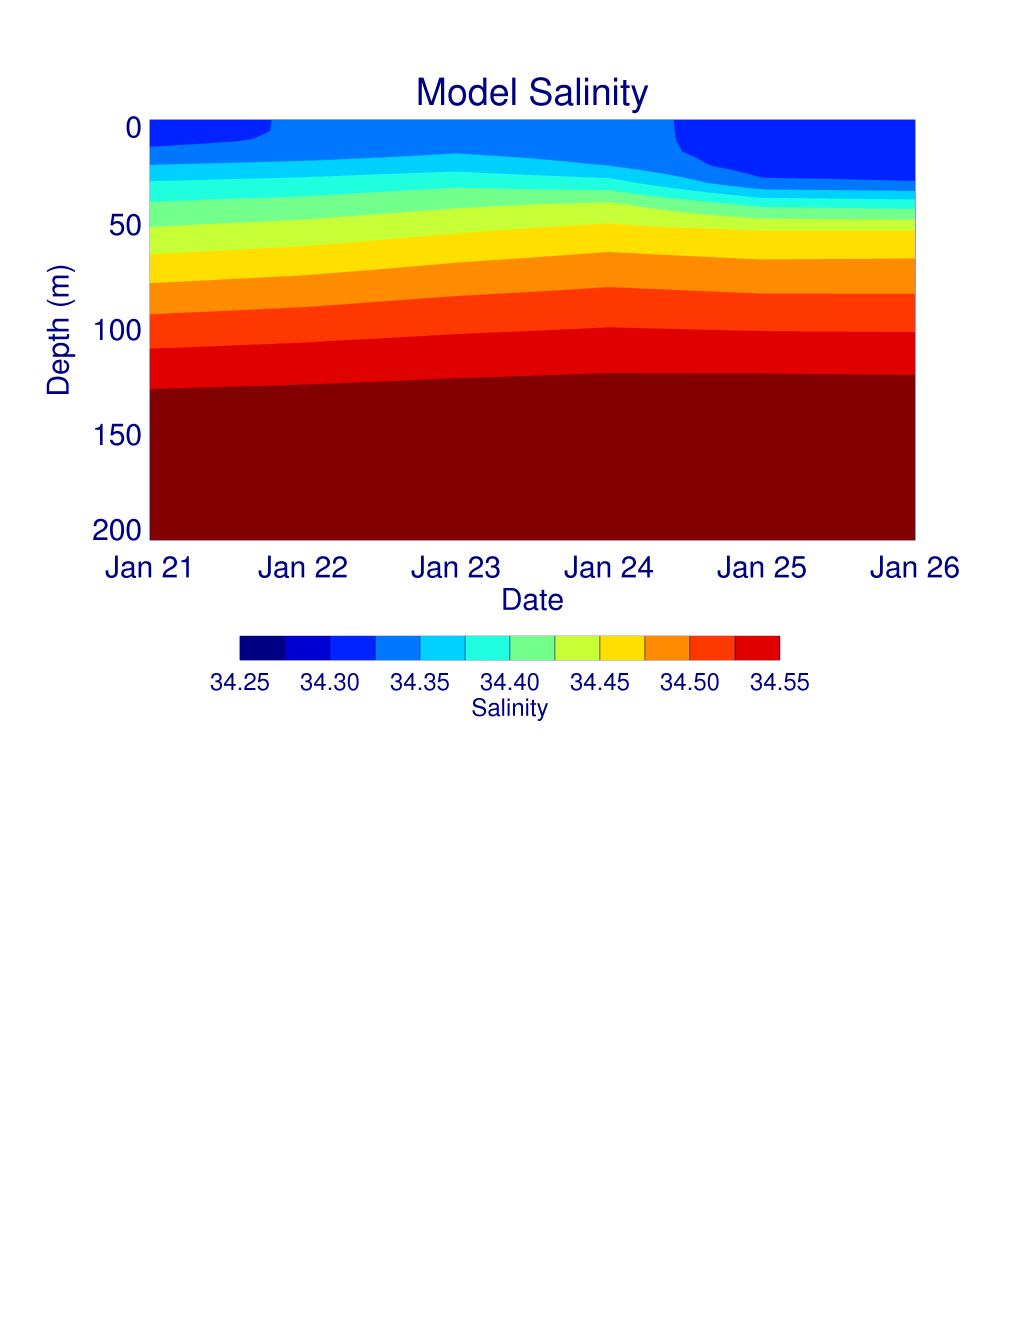 Model Salinity
0
50
100
150
200
Depth (m)
Jan 21 Jan 22 Jan 23 Jan 24 Jan 25 Jan 26
Date
34.25 34.30 34.35 34.40 34.45 34.50 34.55
Salinity